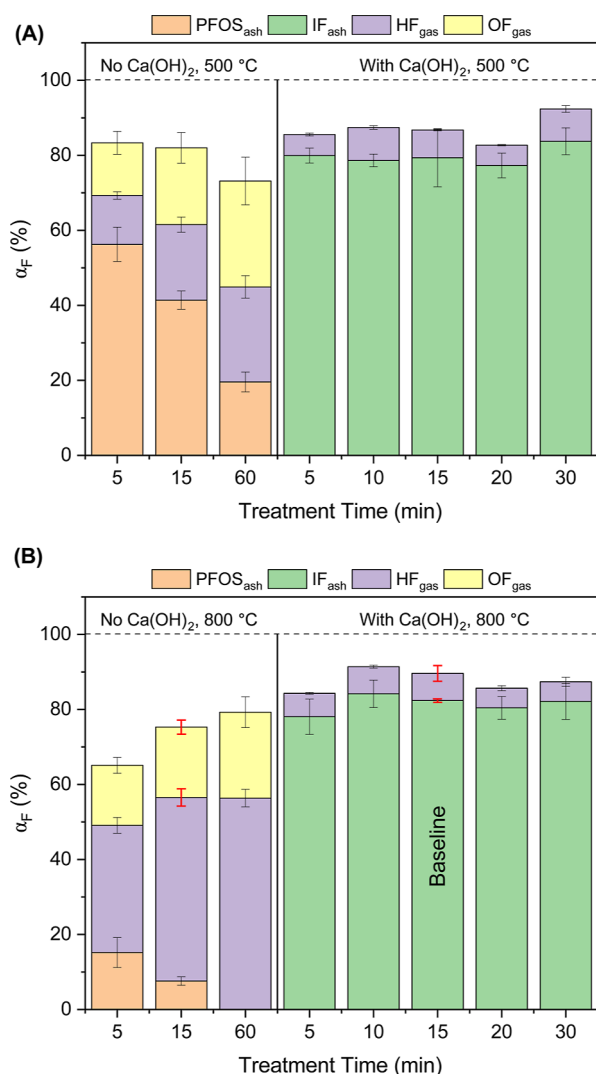 (A)
PFOSash IFash HFgas OFgas
No Ca(OH)2, 500 °C With Ca(OH)2, 500 °C
100
80
60
40
20
0
αF (%)
5 15 60 5 10 15 20 30
Treatment Time (min)
(B)
PFOSash IFash HFgas OFgas
No Ca(OH)2, 800 °C With Ca(OH)2, 800 °C
100
80
60
40
20
0
αF (%)
Baseline
5 15 60 5 10 15 20 30
Treatment Time (min)